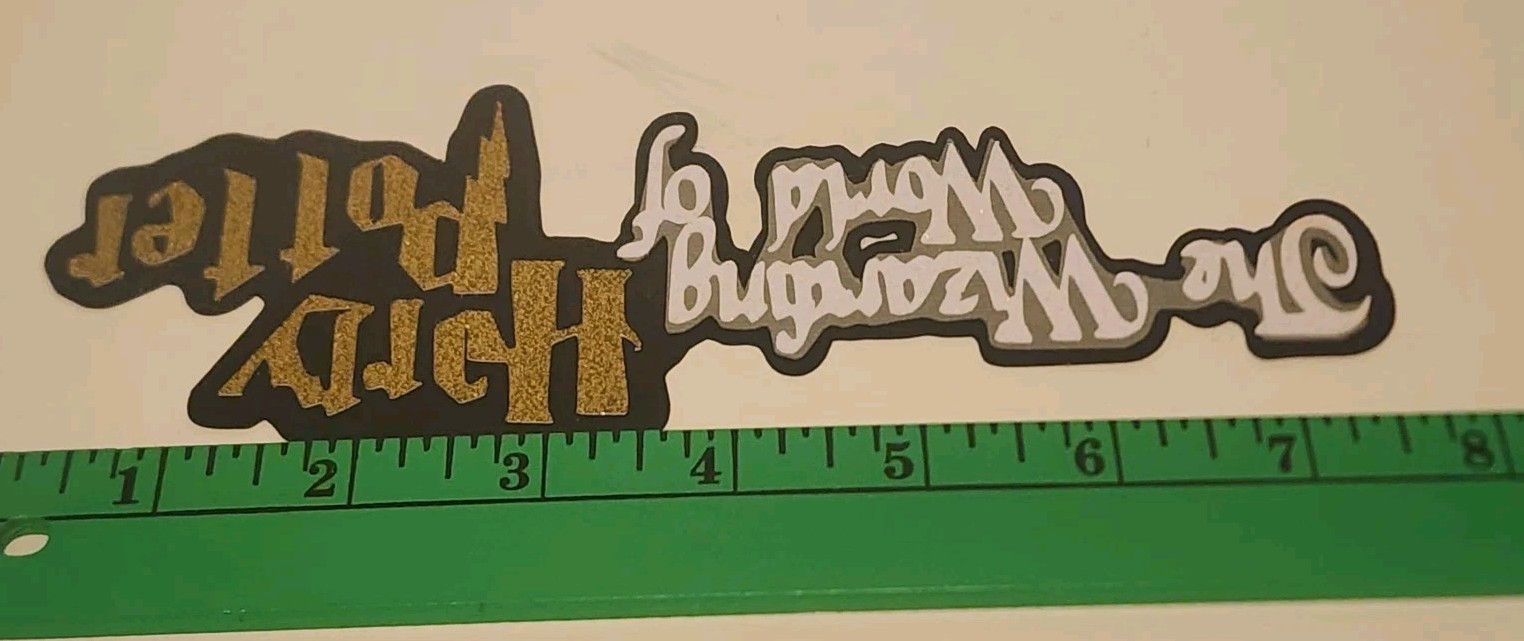 The
Wizarding
World of
Harry
Potter
1 2 3 4 5 6 7 8